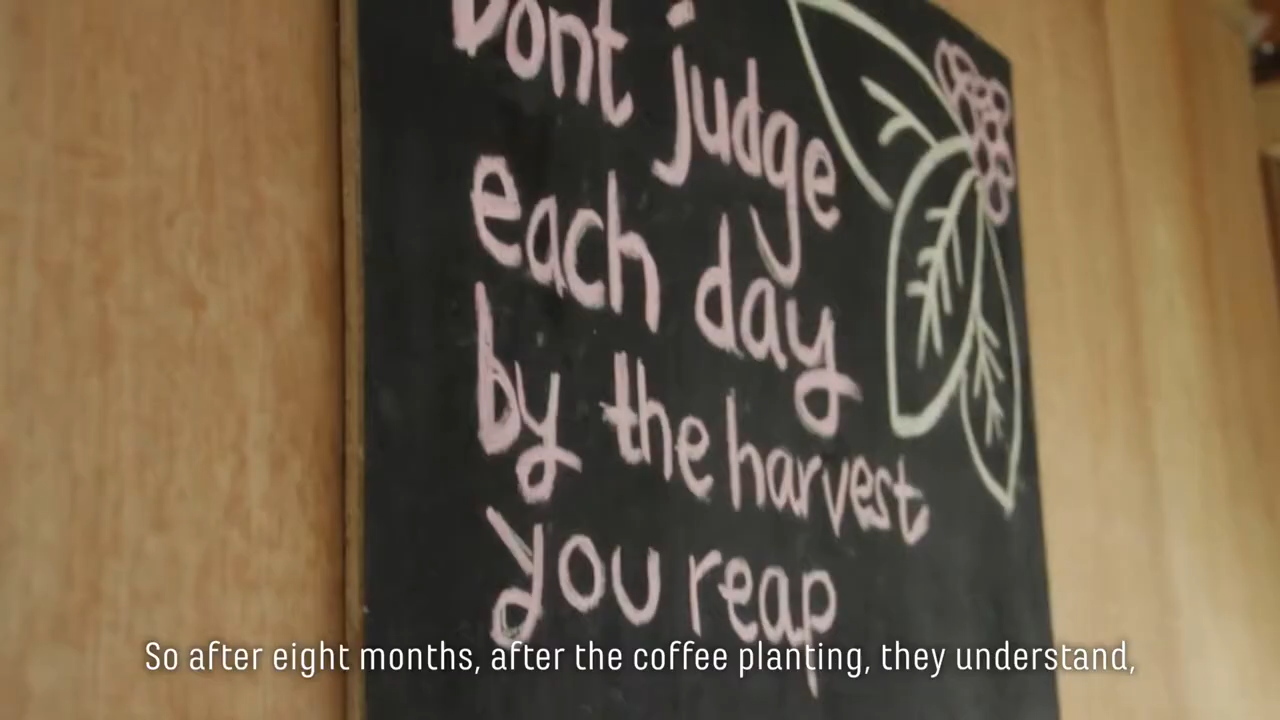 Dont judge
each day
by the harvest
you reap
So after eight months, after the coffee planting, they understand,